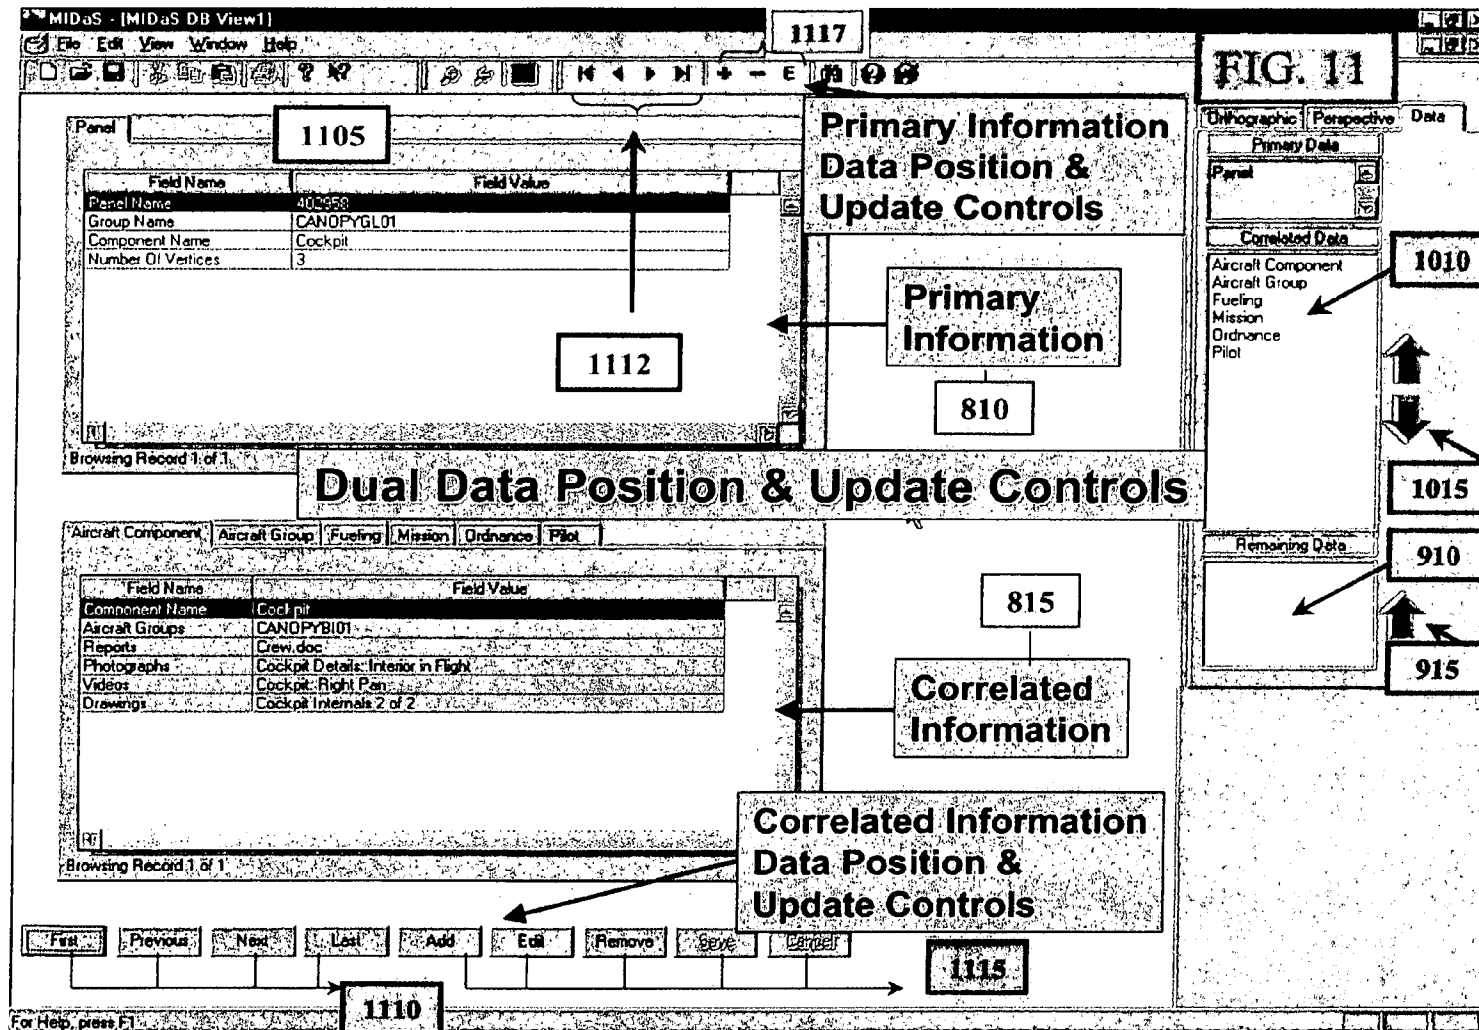 MIDaS - [MIDaS DB View1]
File Edit View Window Help
1117
FIG. 11
+ - E
Panel
1105
Primary Information
Data Position &
Update Controls
Orthographic Perspective Data
Primary Data
Panel
Field Name Field Value
Panel Name 402958
Group Name CANOPYGL01
Component Name Cockpit
Number Of Vertices 3
Correlated Data
Aircraft Component
Aircraft Group
Fueling
Mission
Ordnance
Pilot
1010
Primary
Information
1112
810
Browsing Record 1 of 1
Dual Data Position & Update Controls
1015
Aircraft Component Aircraft Group Fueling Mission Ordnance Pilot
Remaining Data
910
Field Name Field Value
Component Name Cockpit
Aircraft Groups CANOPYBI01
Reports Crew.doc
Photographs Cockpit Details: Interior in Flight
Videos Cockpit: Right Pan
Drawings Cockpit Internals 2 of 2
815
915
Correlated
Information
Browsing Record 1 of 1
Correlated Information
Data Position &
Update Controls
First Previous Next Last Add Edit Remove Save Cancel
1115
1110
For Help, press F1